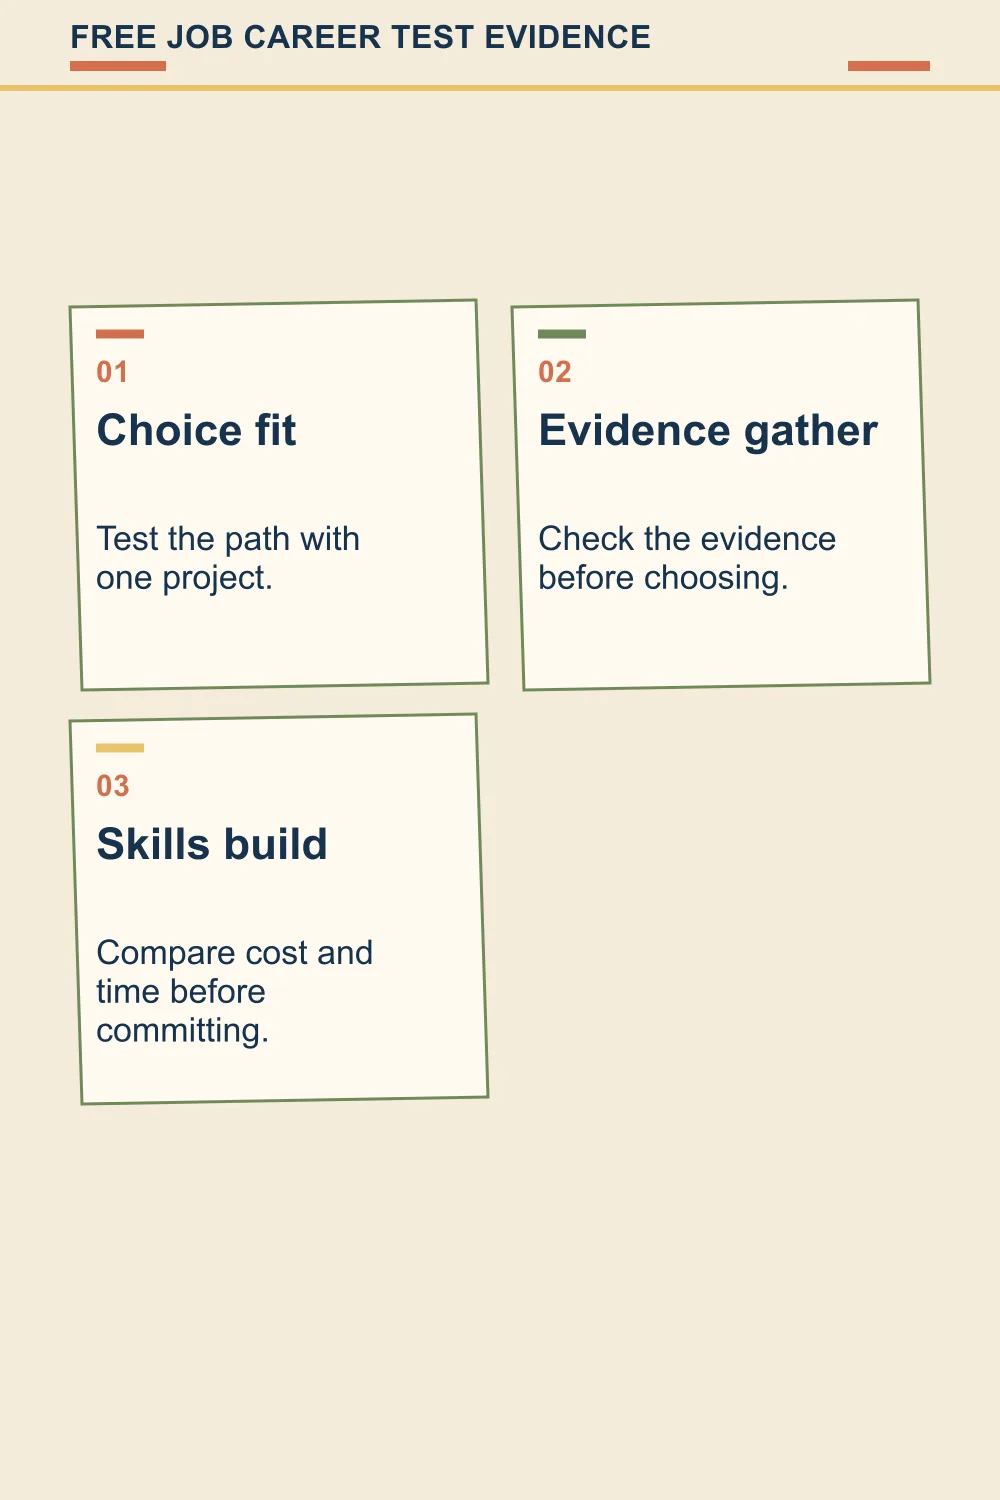 FREE JOB CAREER TEST EVIDENCE
01
Choice fit
Test the path with
one project.
02
Evidence gather
Check the evidence
before choosing.
03
Skills build
Compare cost and
time before
committing.